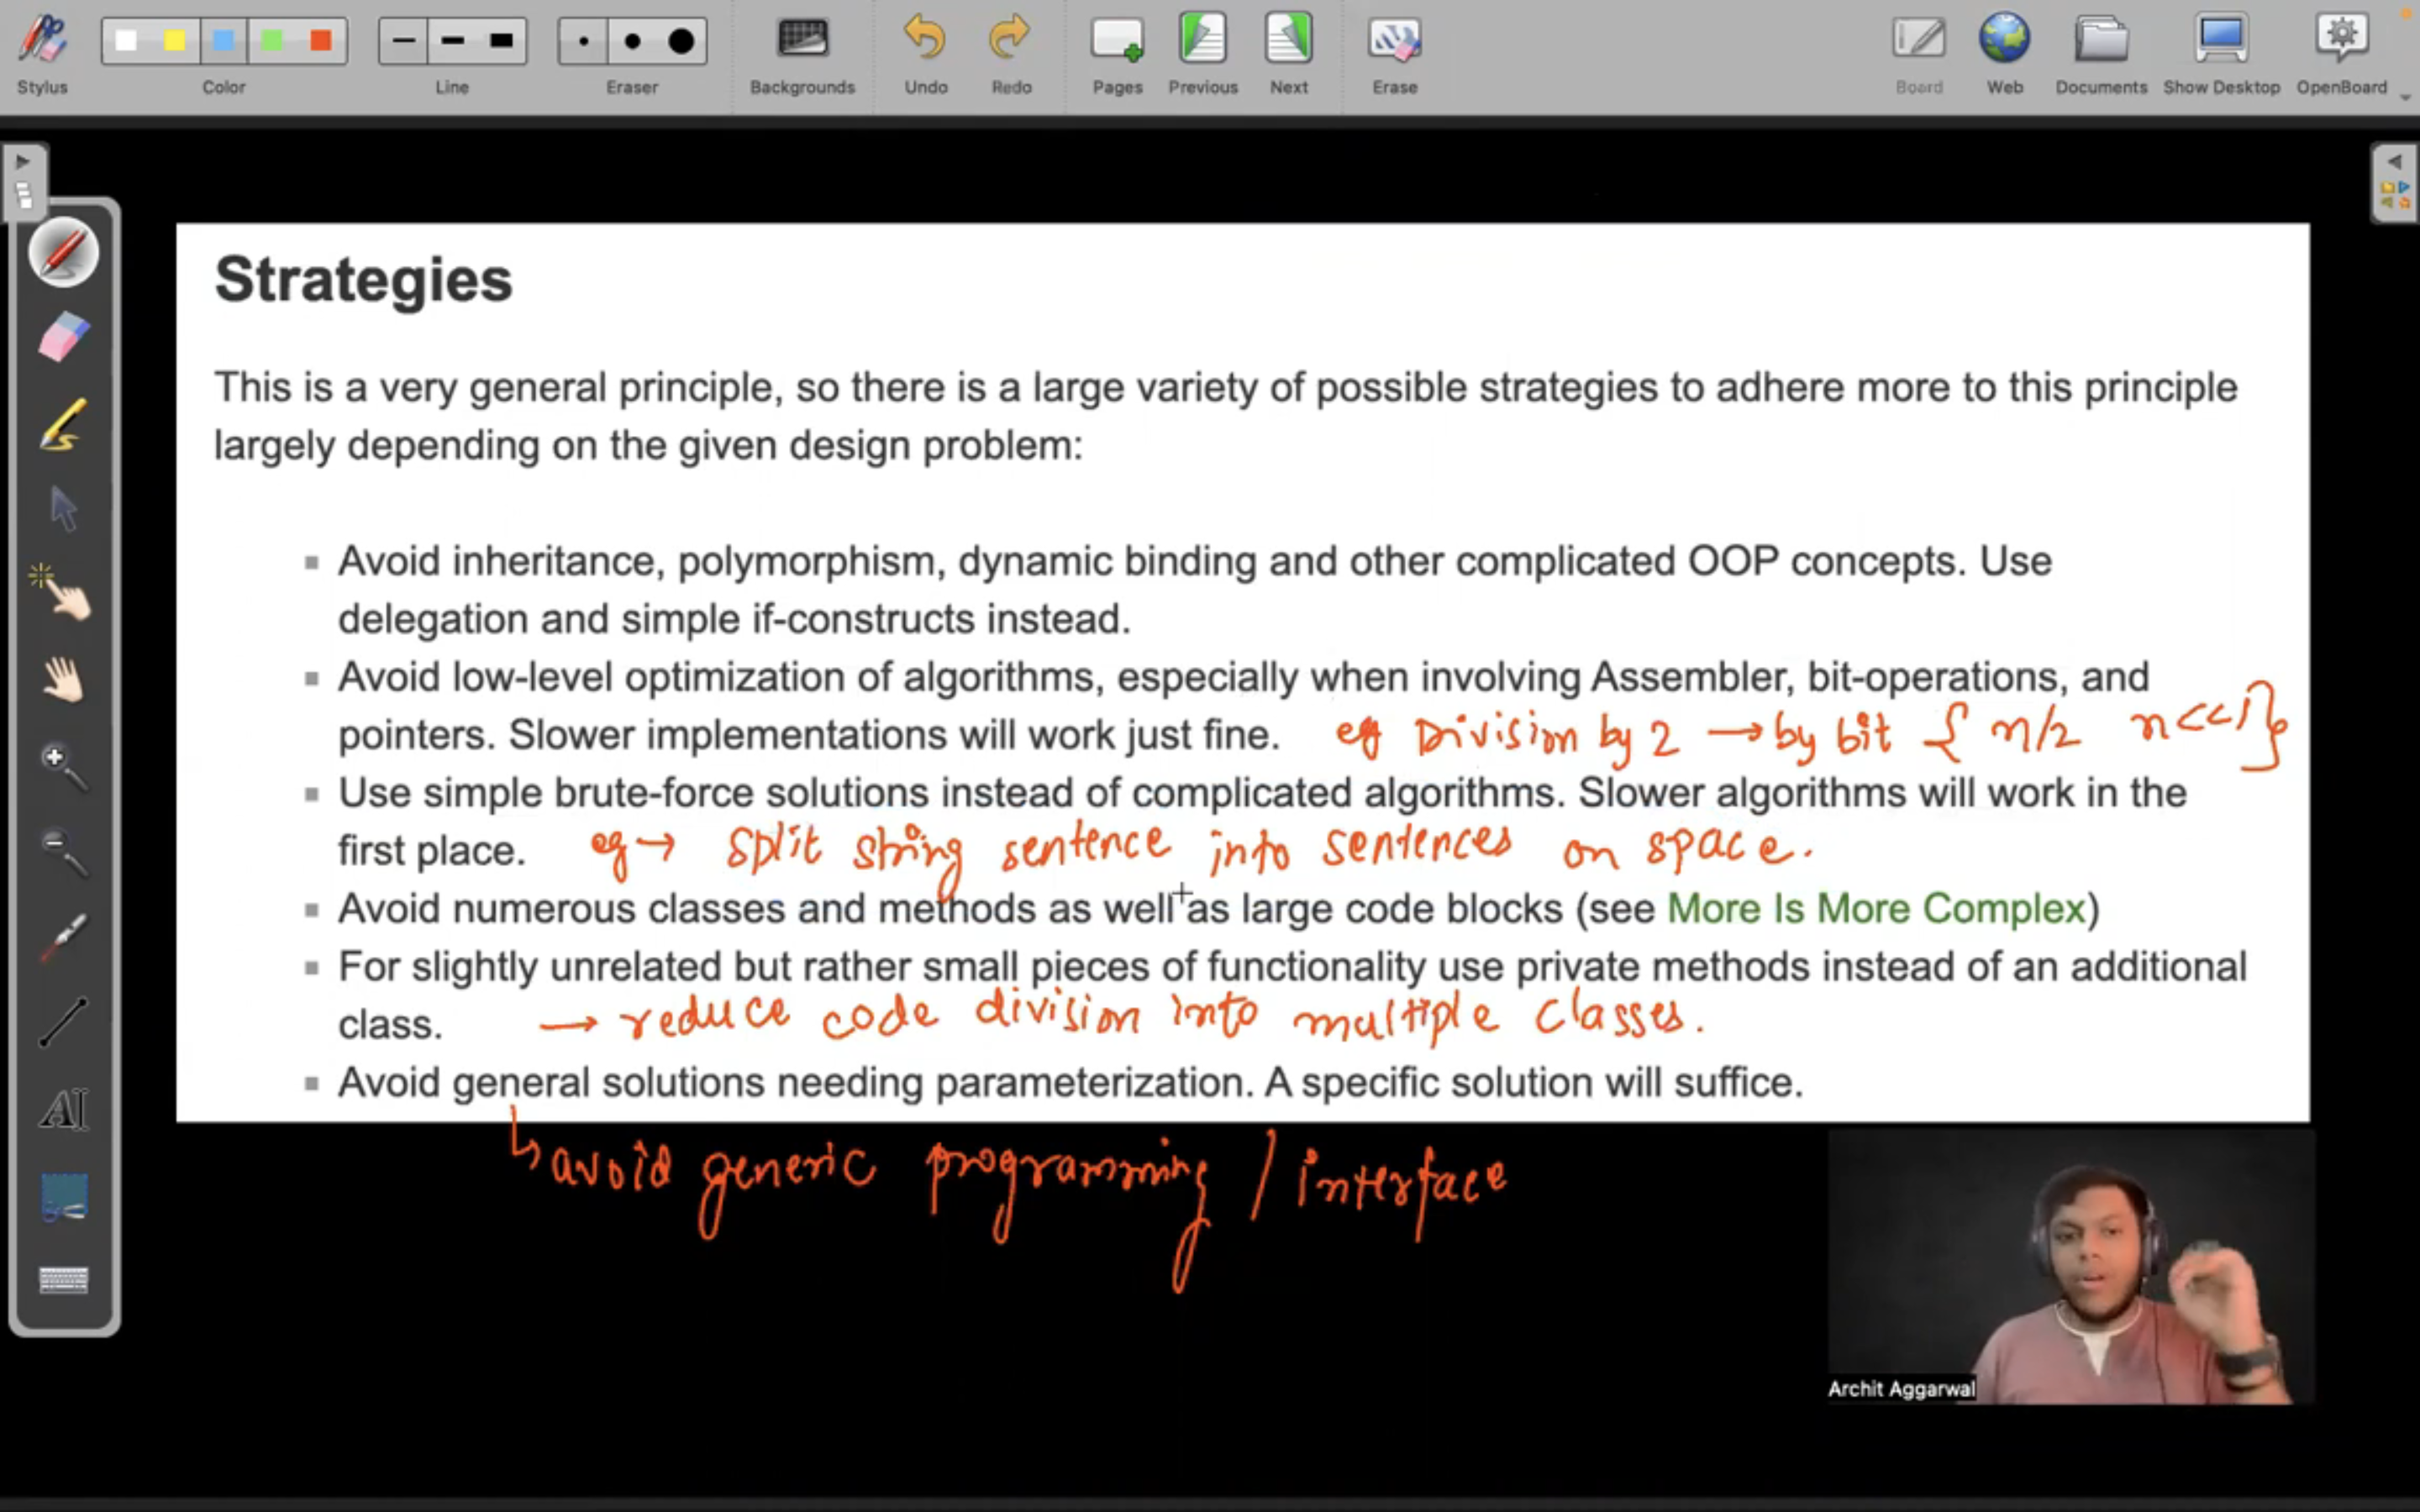 Stylus
Color
Line
Eraser
Backgrounds
Undo
Redo
Pages
Previous
Next
Erase
Board
Web
Documents
Show Desktop
OpenBoard
Strategies
This is a very general principle, so there is a large variety of possible strategies to adhere more to this principle
largely depending on the given design problem:
Avoid inheritance, polymorphism, dynamic binding and other complicated OOP concepts. Use
delegation and simple if-constructs instead.
Avoid low-level optimization of algorithms, especially when involving Assembler, bit-operations, and
pointers. Slower implementations will work just fine. eg Division by 2 → by bit { n/2 n<<1}
Use simple brute-force solutions instead of complicated algorithms. Slower algorithms will work in the
first place. eg → split string sentence into sentences on space.
Avoid numerous classes and methods as well as large code blocks (see More Is More Complex)
For slightly unrelated but rather small pieces of functionality use private methods instead of an additional
class. → reduce code division into multiple classes.
Avoid general solutions needing parameterization. A specific solution will suffice.
↳ avoid generic programming / interface
Archit Aggarwal
AI